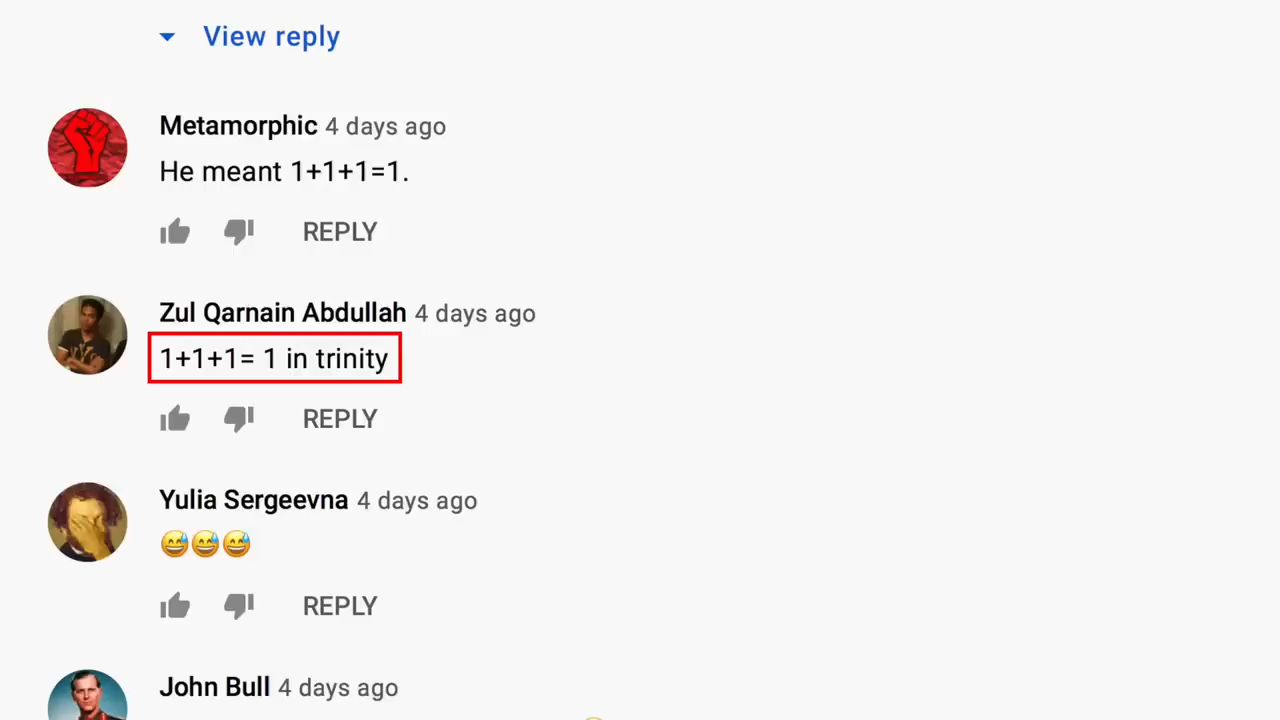 View reply
Metamorphic 4 days ago
He meant 1+1+1=1.
REPLY
Zul Qarnain Abdullah 4 days ago
1+1+1= 1 in trinity
REPLY
Yulia Sergeevna 4 days ago
😅😅😅
REPLY
John Bull 4 days ago